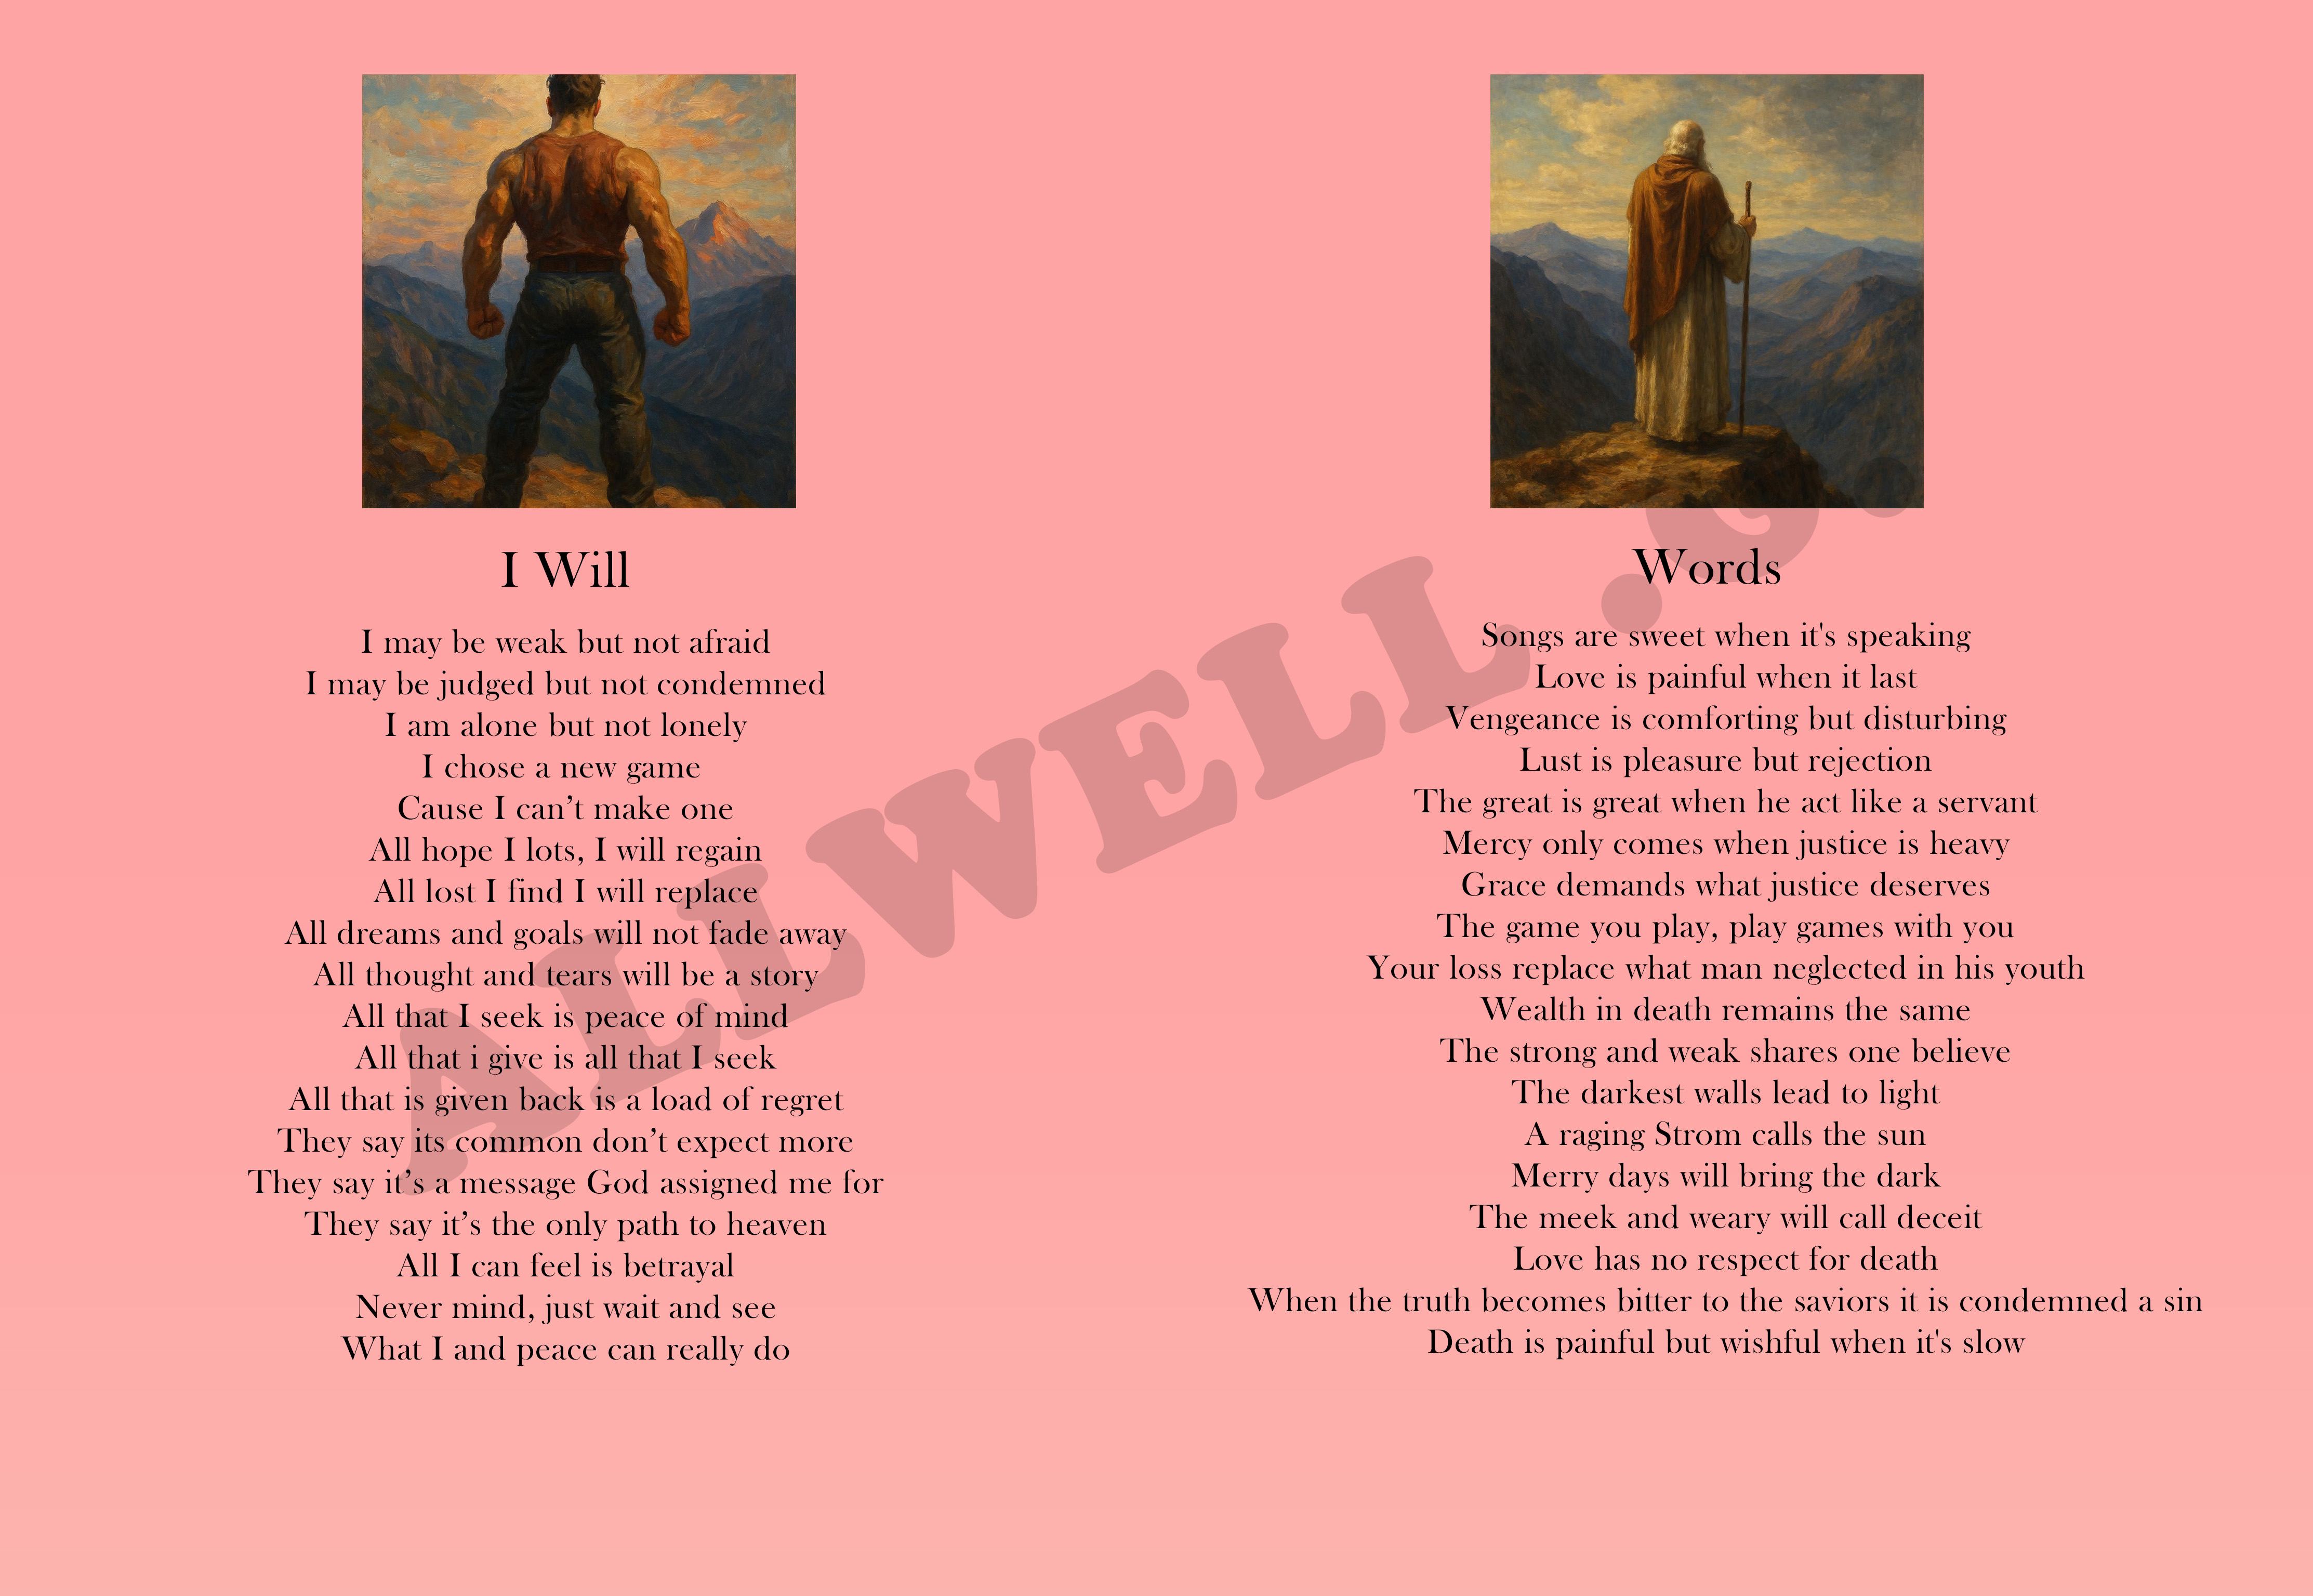 I Will
I may be weak but not afraid
I may be judged but not condemned
I am alone but not lonely
I chose a new game
Cause I can’t make one
All hope I lots, I will regain
All lost I find I will replace
All dreams and goals will not fade away
All thought and tears will be a story
All that I seek is peace of mind
All that i give is all that I seek
All that is given back is a load of regret
They say its common don’t expect more
They say it’s a message God assigned me for
They say it’s the only path to heaven
All I can feel is betrayal
Never mind, just wait and see
What I and peace can really do
Words
Songs are sweet when it's speaking
Love is painful when it last
Vengeance is comforting but disturbing
Lust is pleasure but rejection
The great is great when he act like a servant
Mercy only comes when justice is heavy
Grace demands what justice deserves
The game you play, play games with you
Your loss replace what man neglected in his youth
Wealth in death remains the same
The strong and weak shares one believe
The darkest walls lead to light
A raging Strom calls the sun
Merry days will bring the dark
The meek and weary will call deceit
Love has no respect for death
When the truth becomes bitter to the saviors it is condemned a sin
Death is painful but wishful when it's slow
ALLWELL .G